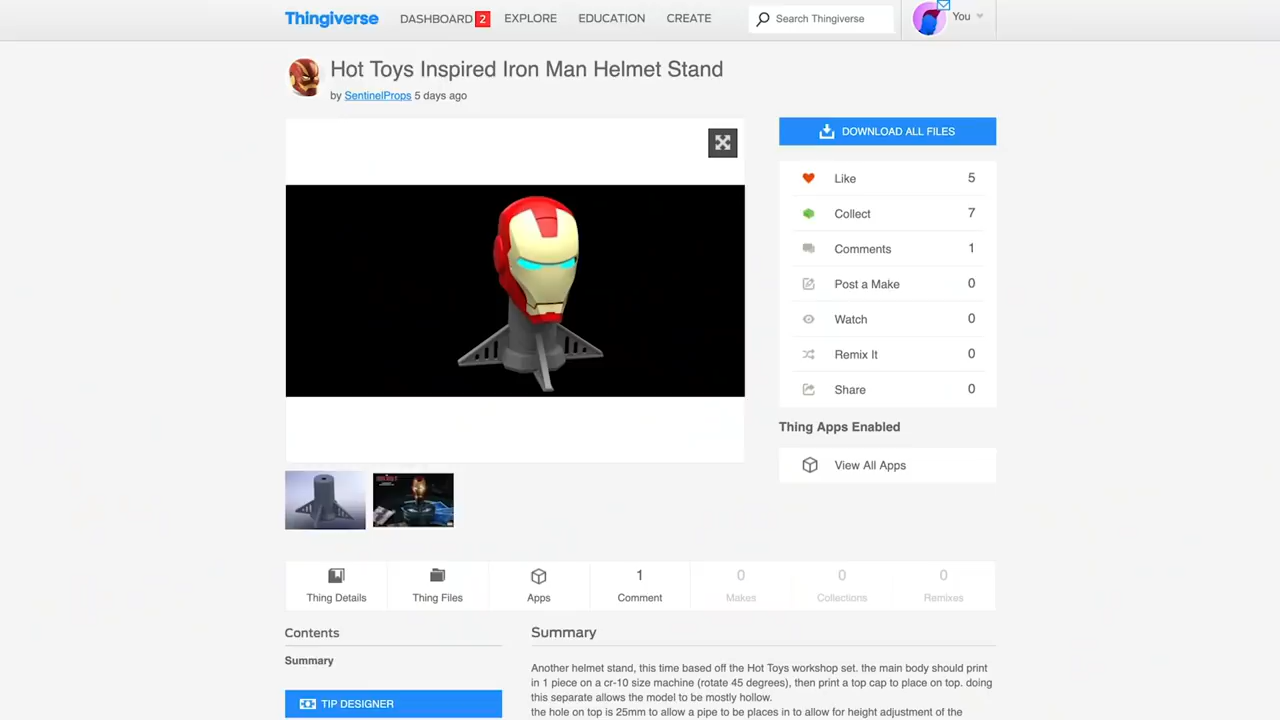 Thingiverse
DASHBOARD 2
EXPLORE
EDUCATION
CREATE
Search Thingiverse
You
Hot Toys Inspired Iron Man Helmet Stand
by SentinelProps 5 days ago
DOWNLOAD ALL FILES
Like 5
Collect 7
Comments 1
Post a Make 0
Watch 0
Remix It 0
Share 0
Thing Apps Enabled
View All Apps
Thing Details
Thing Files
Apps
1
Comment
0
Makes
0
Collections
0
Remixes
Contents
Summary
TIP DESIGNER
Summary
Another helmet stand, this time based off the Hot Toys workshop set. the main body should print
in 1 piece on a cr-10 size machine (rotate 45 degrees), then print a top cap to place on top. doing
this separate allows the model to be mostly hollow.
the hole on top is 25mm to allow a pipe to be places in to allow for height adjustment of the